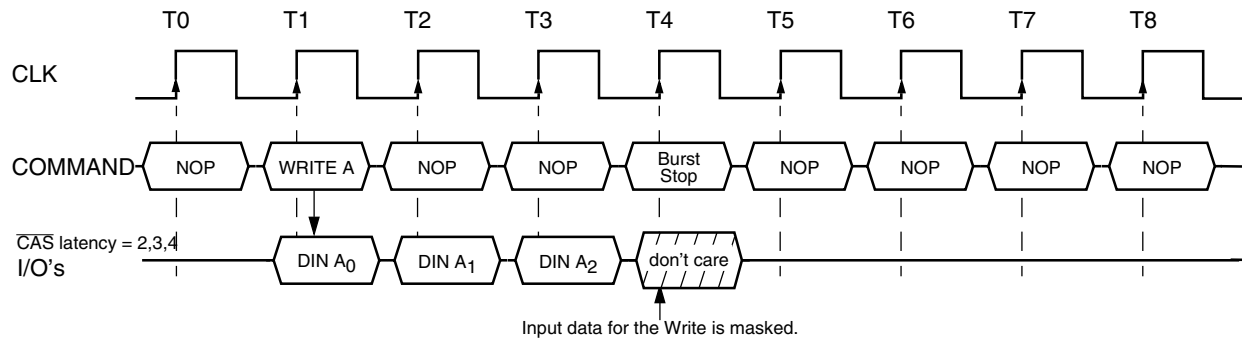 T0 T1 T2 T3 T4 T5 T6 T7 T8
CLK
COMMAND NOP WRITE A NOP NOP Burst Stop NOP NOP NOP NOP
CAS latency = 2,3,4
I/O's DIN A0 DIN A1 DIN A2 don't care
Input data for the Write is masked.